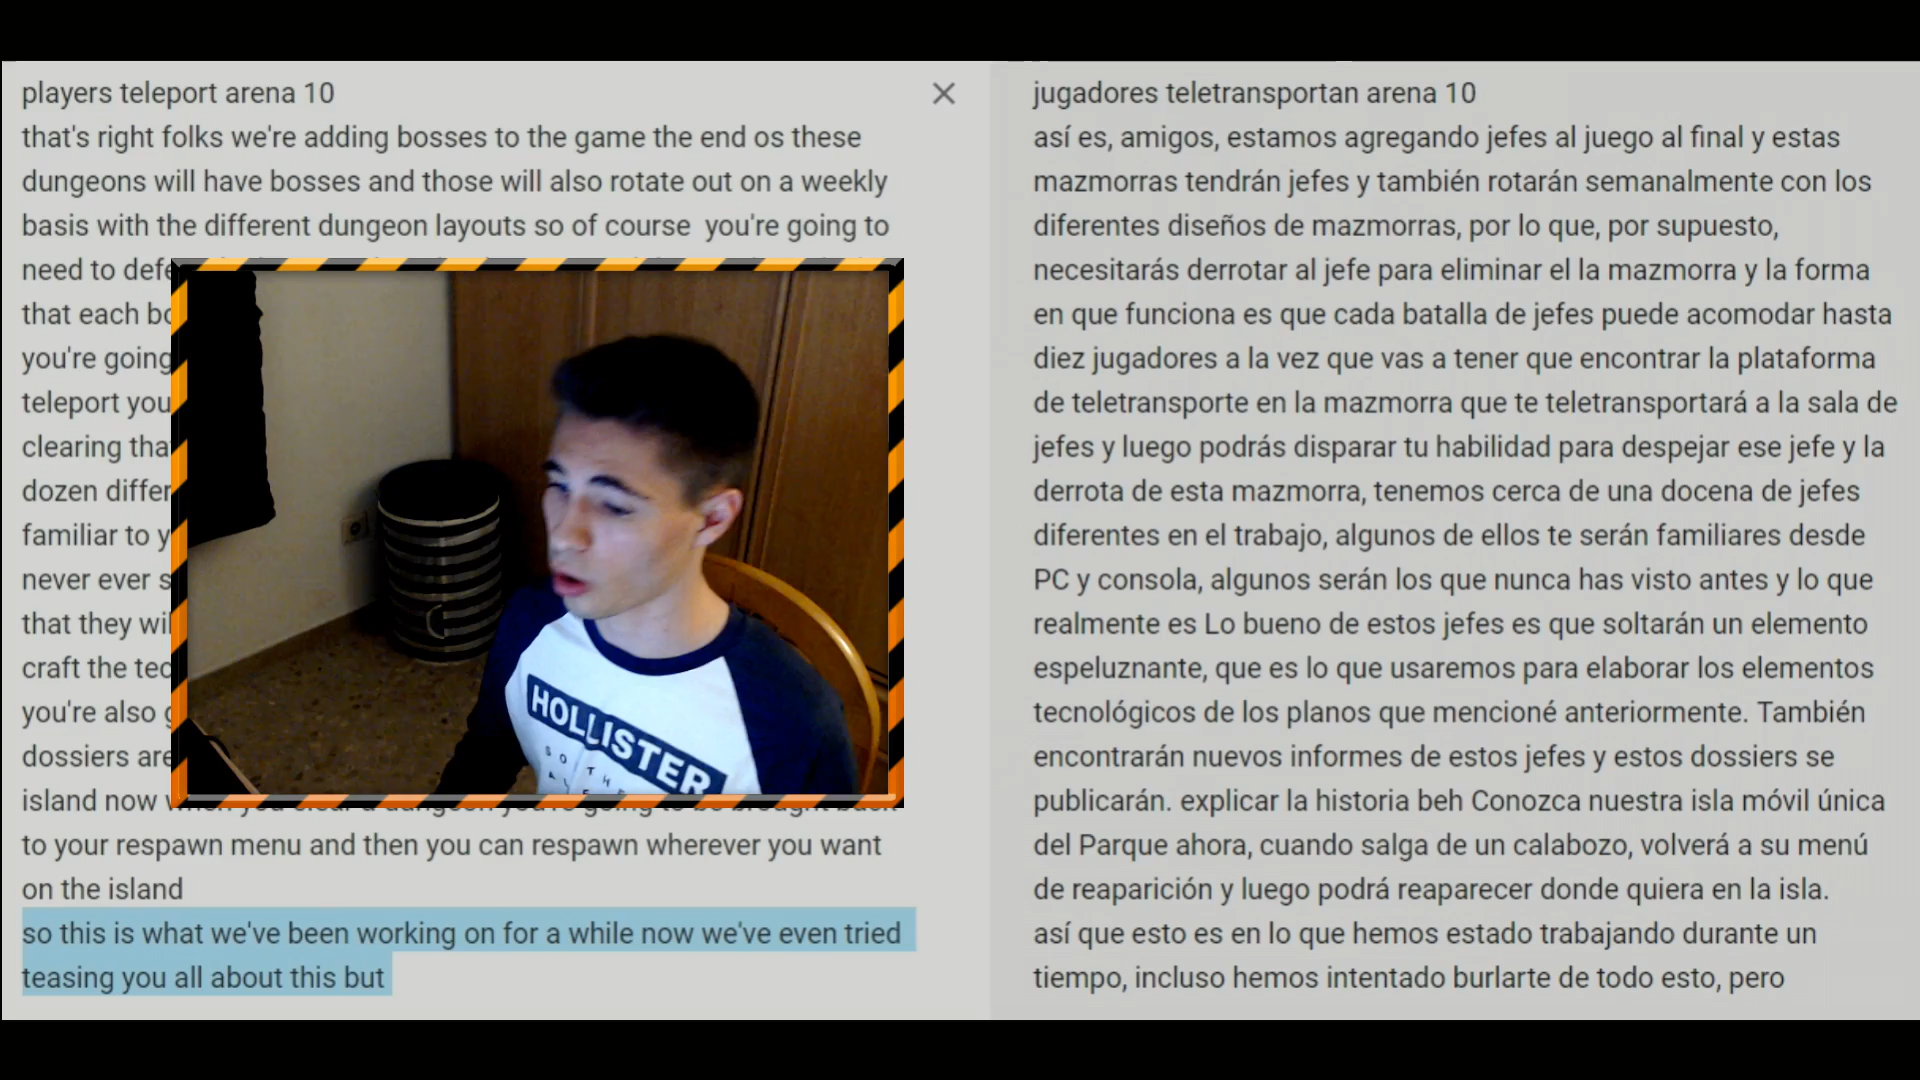 players teleport arena 10
that's right folks we're adding bosses to the game the end os these
dungeons will have bosses and those will also rotate out on a weekly
basis with the different dungeon layouts so of course you're going to
need to
that each
you're going
teleport you
clearing
dozen
familiar to
never ever
that they
craft the
you're also
dossiers are
island now when you clear a dungeon you're going to be brought back
to your respawn menu and then you can respawn wherever you want
on the island
so this is what we've been working on for a while now we've even tried
teasing you all about this but
HOLLISTER
jugadores teletransportan arena 10
así es, amigos, estamos agregando jefes al juego al final y estas
mazmorras tendrán jefes y también rotarán semanalmente con los
diferentes diseños de mazmorras, por lo que, por supuesto,
necesitarás derrotar al jefe para eliminar el la mazmorra y la forma
en que funciona es que cada batalla de jefes puede acomodar hasta
diez jugadores a la vez que vas a tener que encontrar la plataforma
de teletransporte en la mazmorra que te teletransportará a la sala de
jefes y luego podrás disparar tu habilidad para despejar ese jefe y la
derrota de esta mazmorra, tenemos cerca de una docena de jefes
diferentes en el trabajo, algunos de ellos te serán familiares desde
PC y consola, algunos serán los que nunca has visto antes y lo que
realmente es Lo bueno de estos jefes es que soltarán un elemento
espeluznante, que es lo que usaremos para elaborar los elementos
tecnológicos de los planos que mencioné anteriormente. También
encontrarán nuevos informes de estos jefes y estos dossiers se
publicarán. explicar la historia beh Conozca nuestra isla móvil única
del Parque ahora, cuando salga de un calabozo, volverá a su menú
de reaparición y luego podrá reaparecer donde quiera en la isla.
así que esto es en lo que hemos estado trabajando durante un
tiempo, incluso hemos intentado burlarte de todo esto, pero